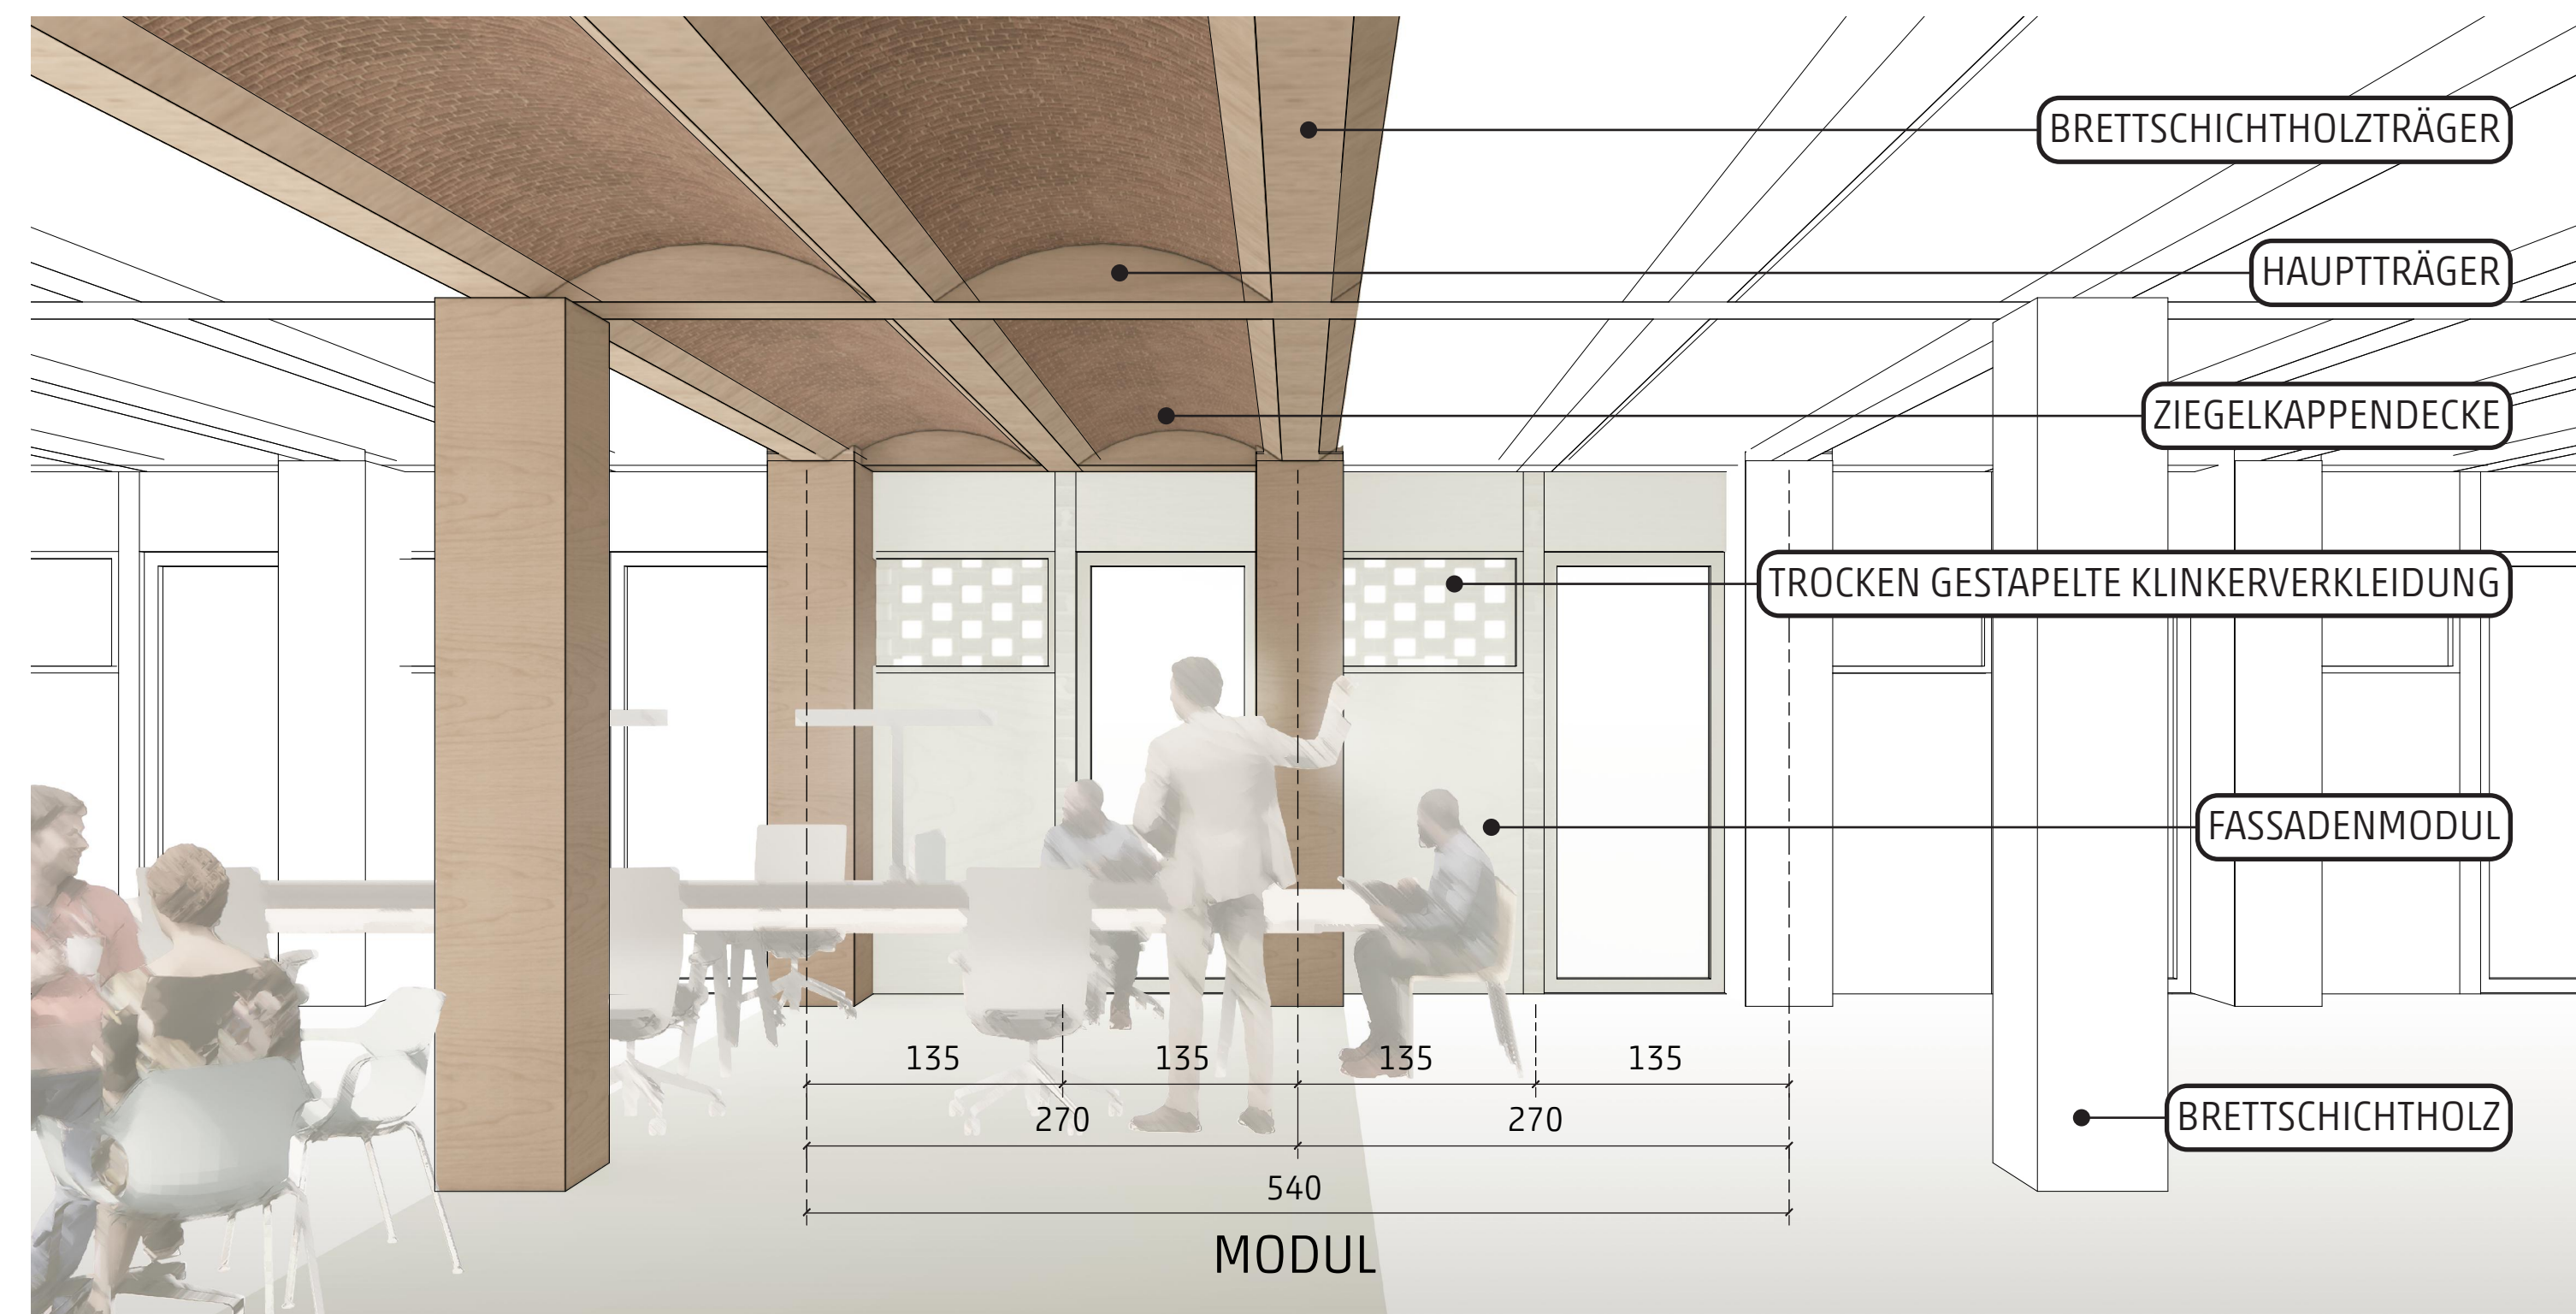 BRETTSCHICHTHOLZTRÄGER
HAUPTTRÄGER
ZIEGELKAPPENDECKE
TROCKEN GESTAPELTE KLINKERVERKLEIDUNG
FASSADENMODUL
135 135 135 135
270 270
BRETTSCHICHTHOLZ
540
MODUL